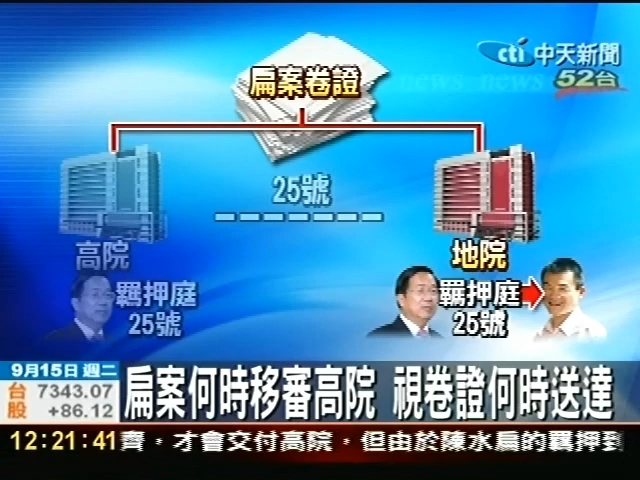 cti 中天新聞
52台
扁案卷證
25號
高院
地院
羈押庭
25號
羈押庭
25號
9月15日 週二
台股 7343.07
+86.12
扁案何時移審高院 視卷證何時送達
12:21:41 齊，才會交付高院，但由於陳水扁的羈押到